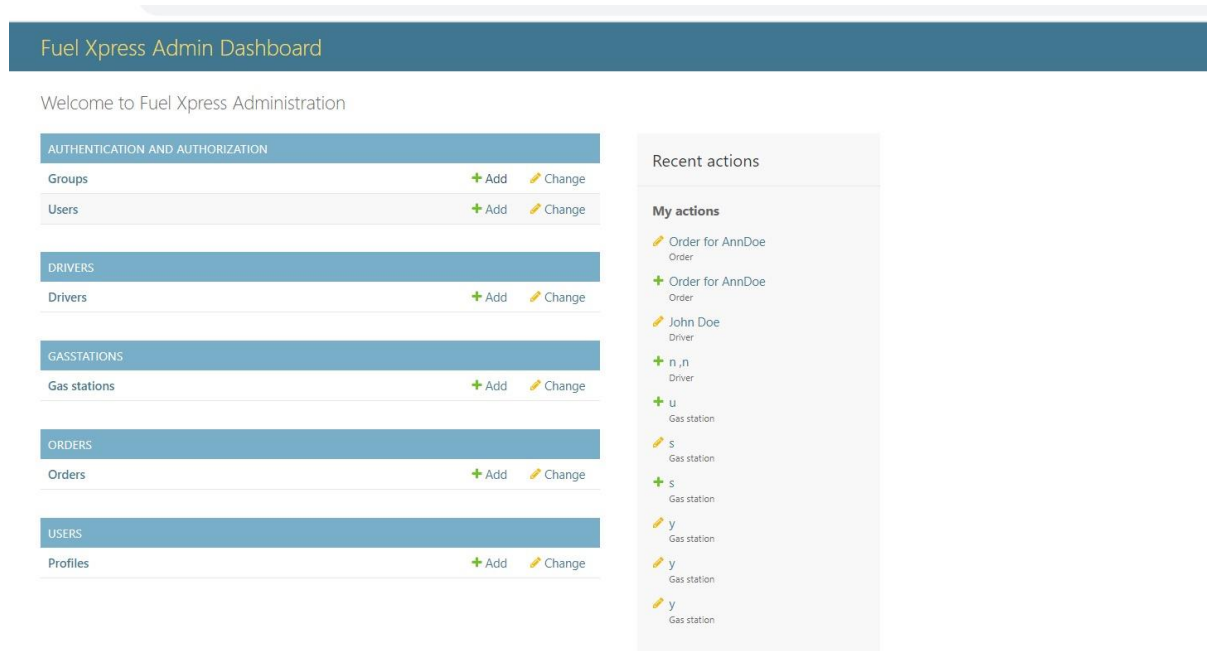 Fuel Xpress Admin Dashboard
Welcome to Fuel Xpress Administration
AUTHENTICATION AND AUTHORIZATION
Groups Add Change
Users Add Change
DRIVERS
Drivers Add Change
GASSTATIONS
Gas stations Add Change
ORDERS
Orders Add Change
USERS
Profiles Add Change
Recent actions
My actions
Order for AnnDoe
Order
Order for AnnDoe
Order
John Doe
Driver
n ,n
Driver
u
Gas station
s
Gas station
s
Gas station
y
Gas station
y
Gas station
y
Gas station